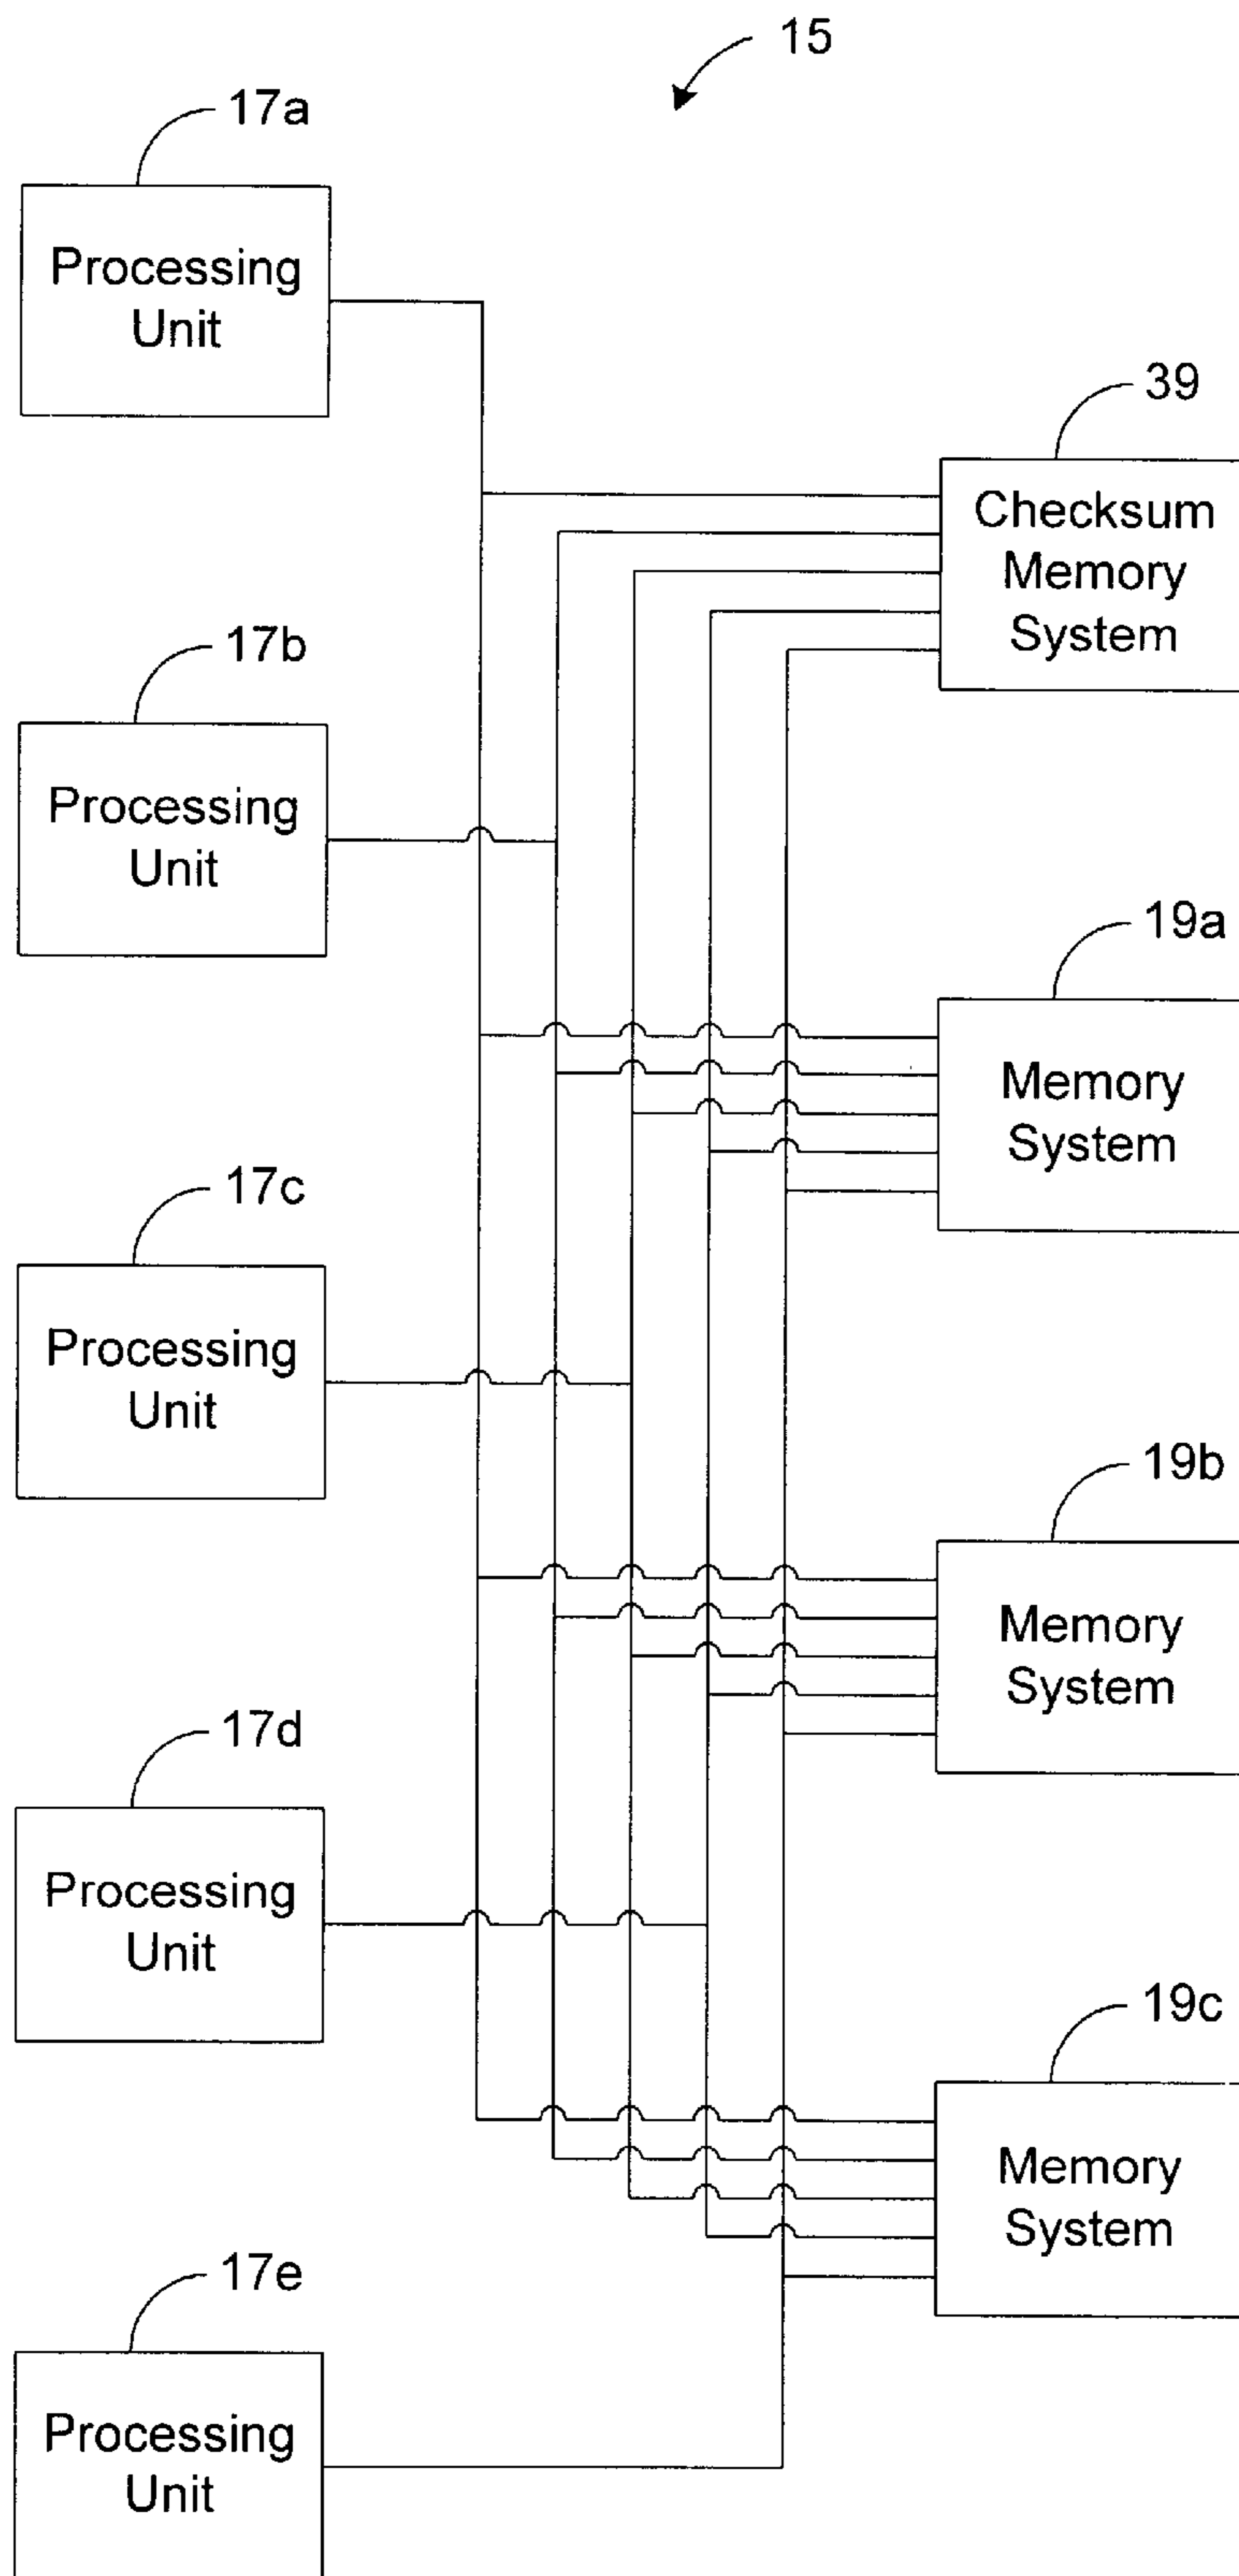 15
17a
Processing
Unit
39
Checksum
Memory
System
17b
Processing
Unit
19a
Memory
System
17c
Processing
Unit
19b
Memory
System
17d
Processing
Unit
19c
Memory
System
17e
Processing
Unit